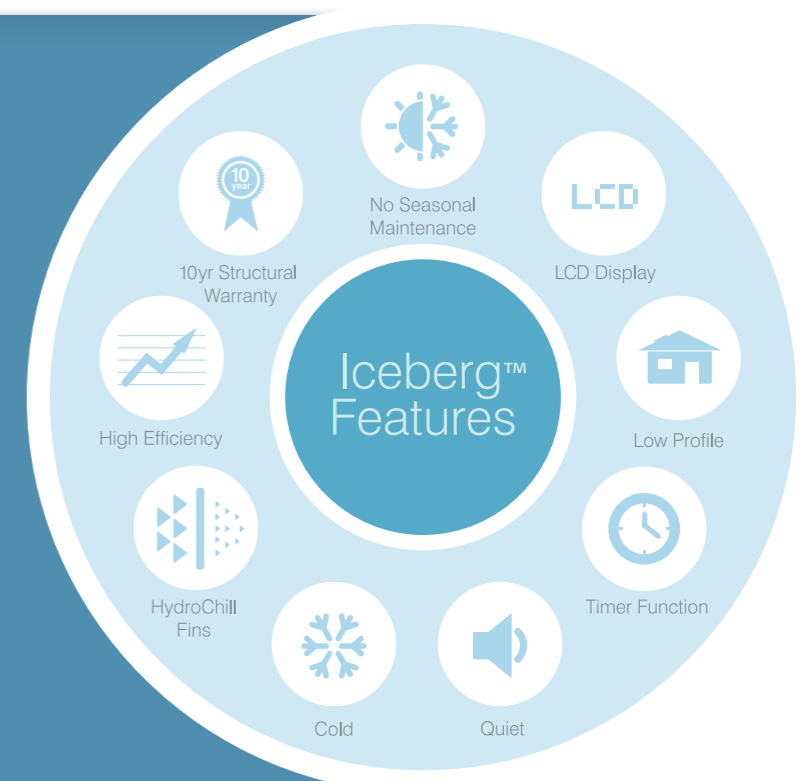 No Seasonal
Maintenance
10
year
10yr Structural
Warranty
LCD
LCD Display
Iceberg™
Features
High Efficiency
Low Profile
HydroChill
Fins
Timer Function
Cold
Quiet